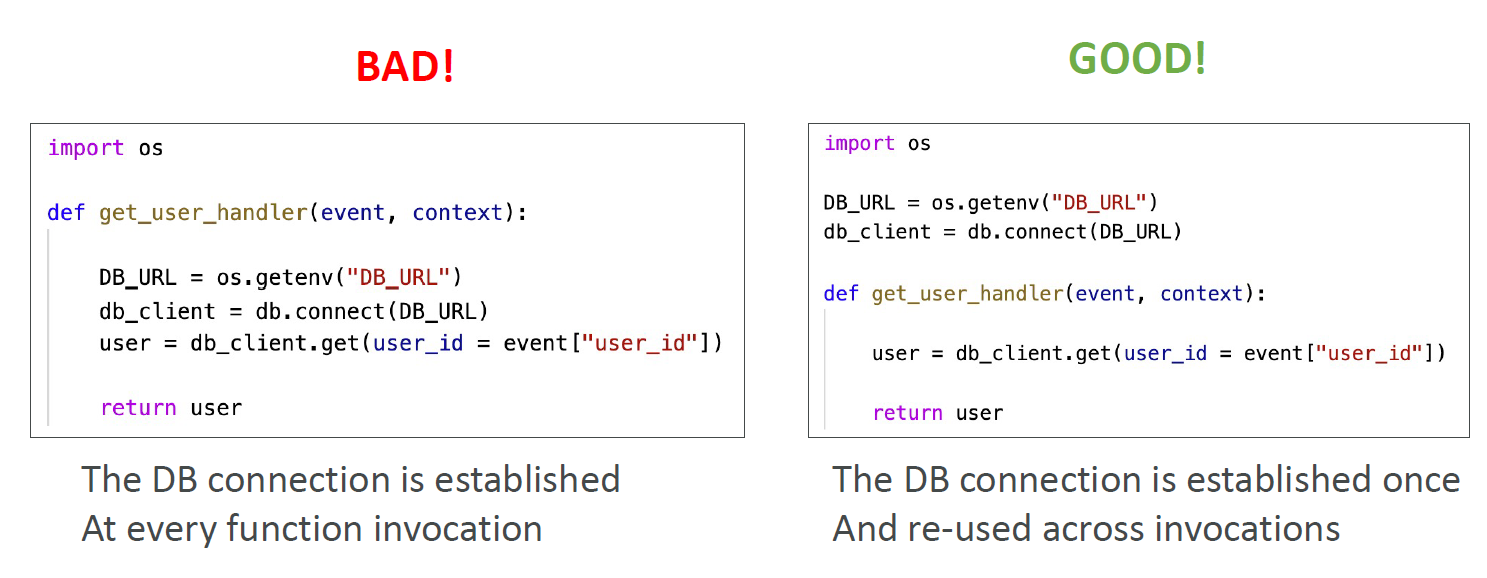 BAD!
import os
def get_user_handler(event, context):
DB_URL = os.getenv("DB_URL")
db_client = db.connect(DB_URL)
user = db_client.get(user_id = event["user_id"])
return user
The DB connection is established
At every function invocation
GOOD!
import os
DB_URL = os.getenv("DB_URL")
db_client = db.connect(DB_URL)
def get_user_handler(event, context):
user = db_client.get(user_id = event["user_id"])
return user
The DB connection is established once
And re-used across invocations